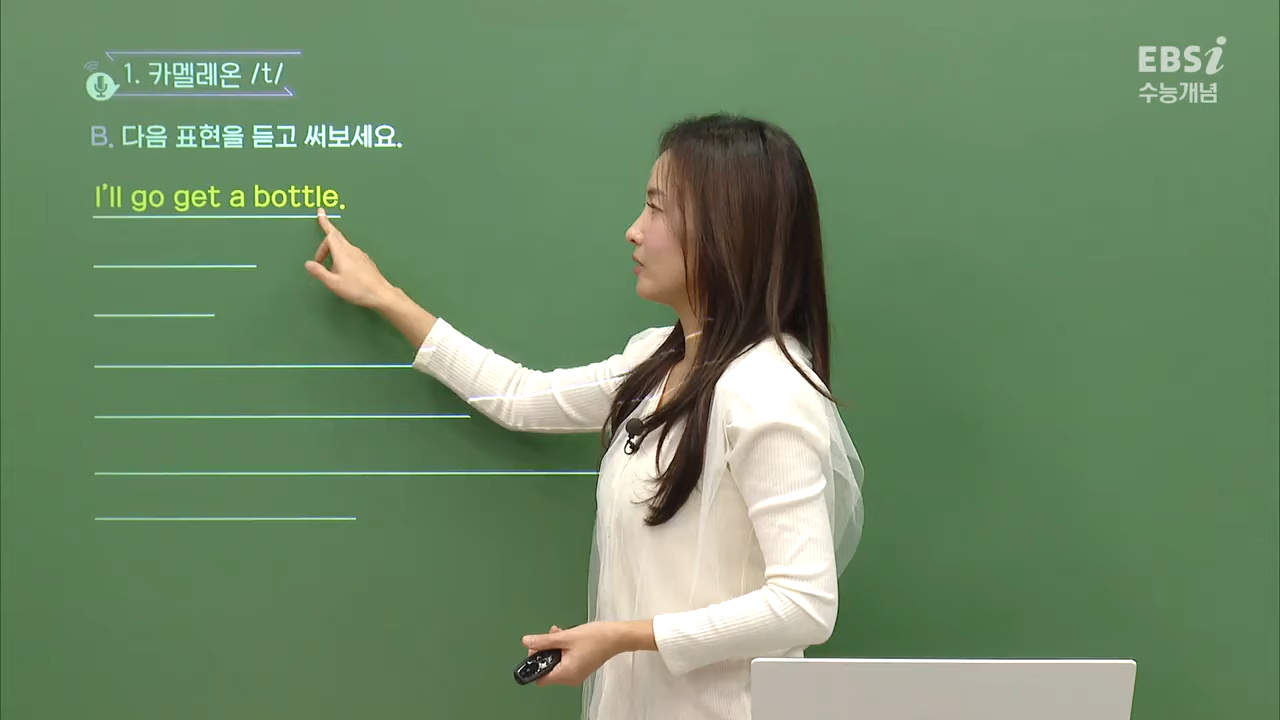 1. 카멜레온 /t/
EBSi
수능개념
B. 다음 표현을 듣고 써보세요.
I'll go get a bottle.